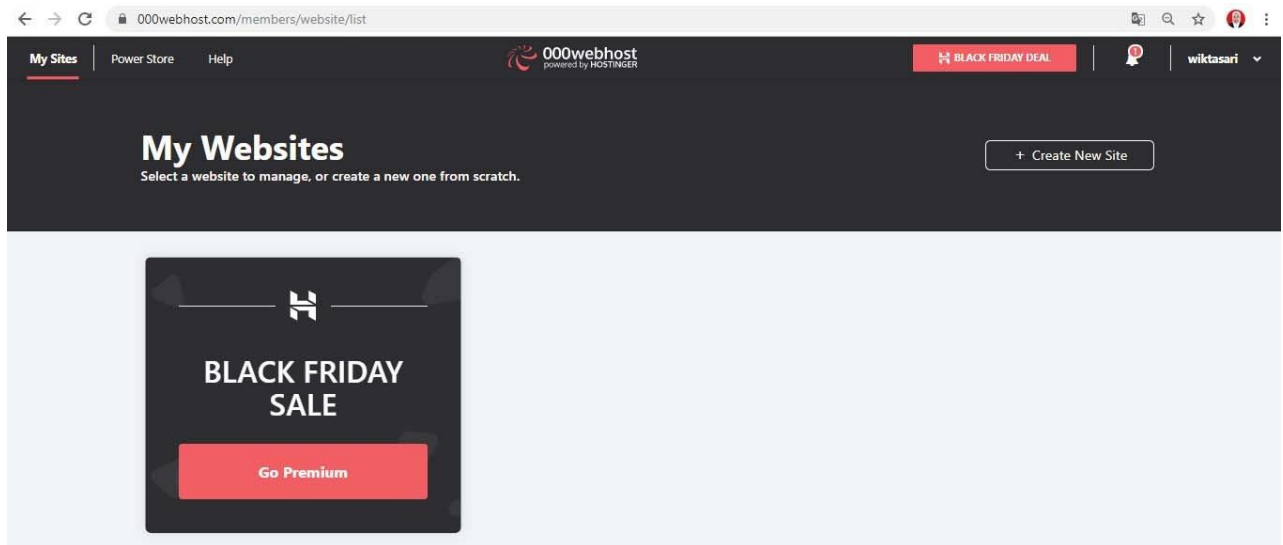 000webhost.com/members/website/list
My Sites
Power Store
Help
000webhost
powered by HOSTINGER
BLACK FRIDAY DEAL
wiktasari
My Websites
Select a website to manage, or create a new one from scratch.
+ Create New Site
BLACK FRIDAY
SALE
Go Premium